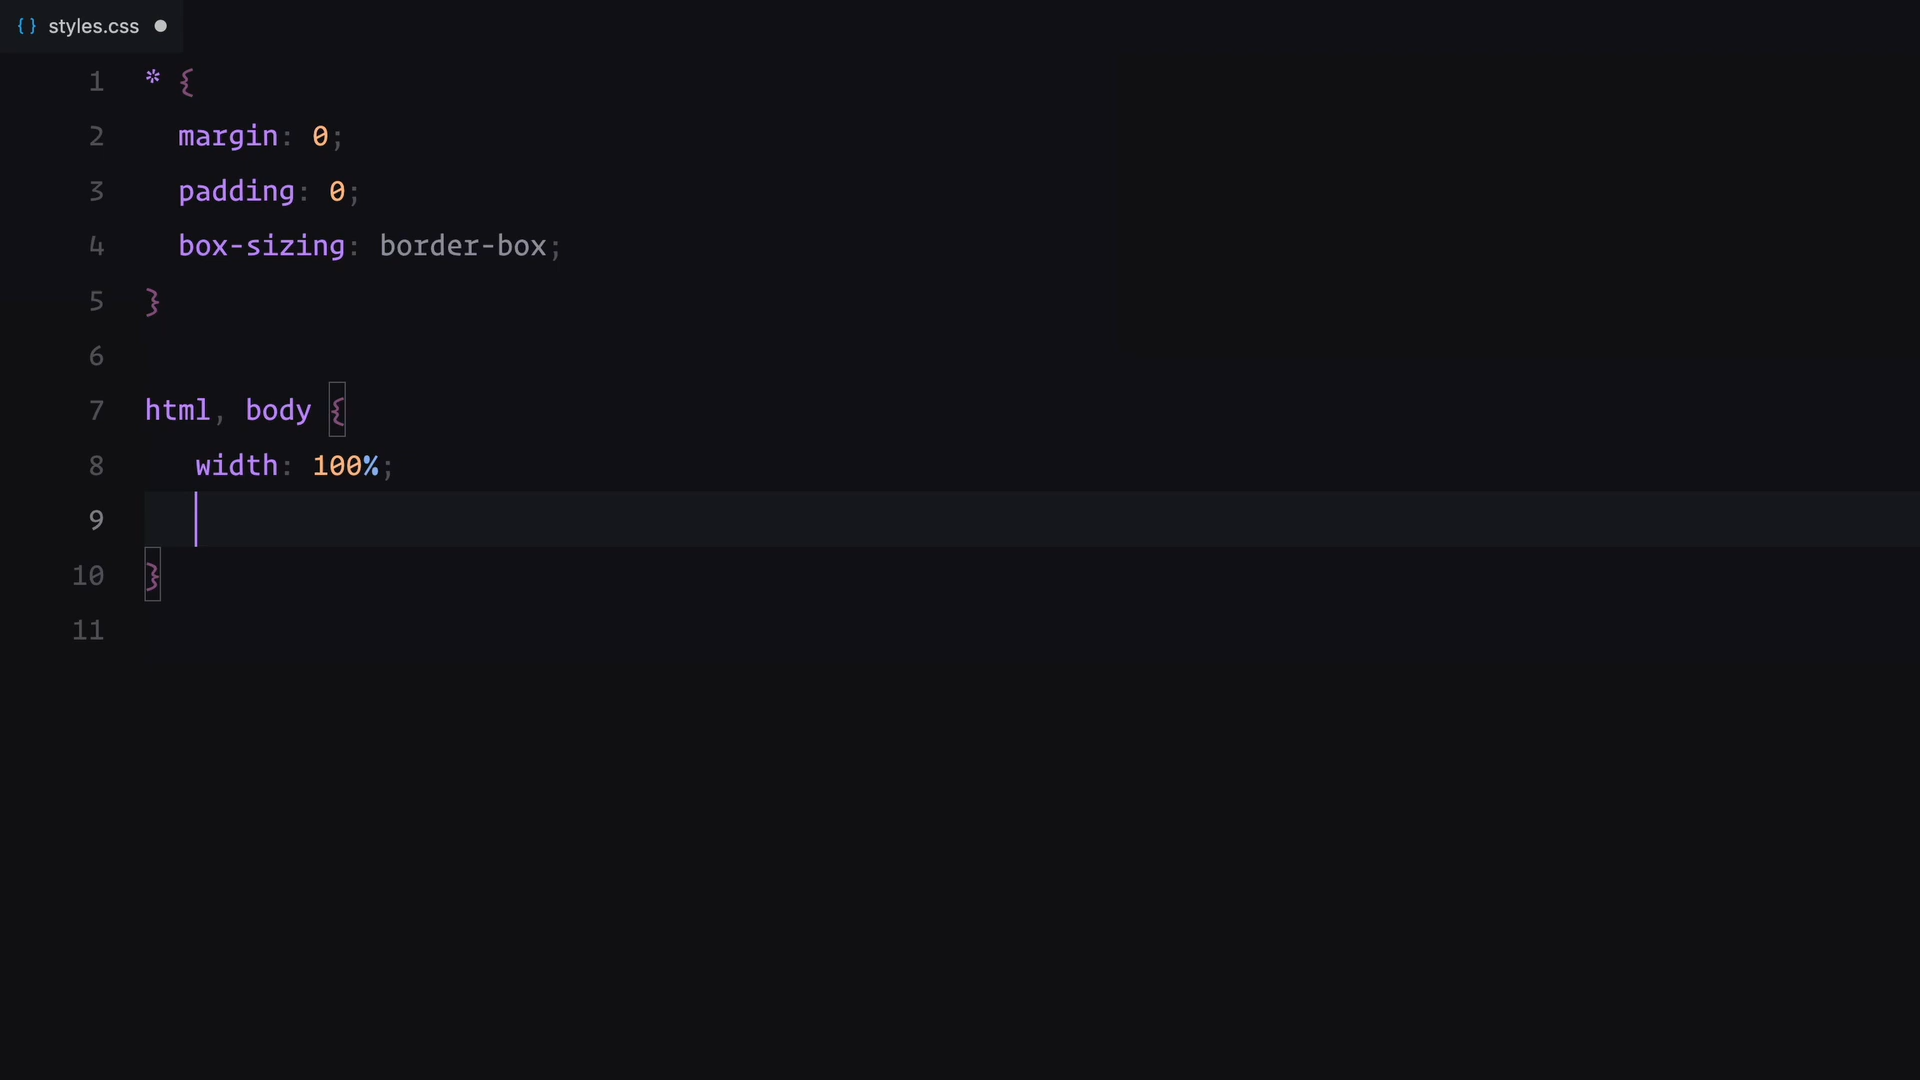 { } styles.css ●
1 * {
2   margin: 0;
3   padding: 0;
4   box-sizing: border-box;
5 }
6
7 html, body {
8    width: 100%;
9
10 }
11